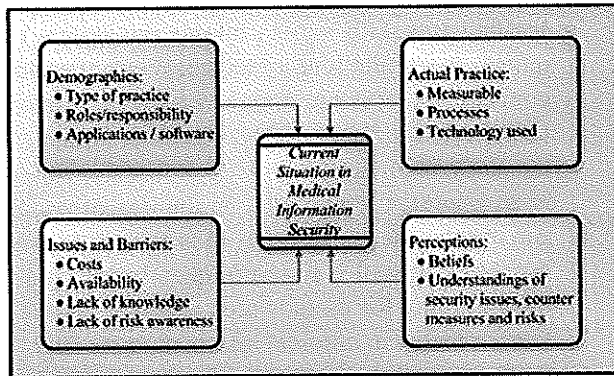 Demographics:
• Type of practice
• Roles/responsibility
• Applications / software
Actual Practice:
• Measurable
• Processes
• Technology used
Current
Situation in
Medical
Information
Security
Issues and Barriers:
• Costs
• Availability
• Lack of knowledge
• Lack of risk awareness
Perceptions:
• Beliefs
• Understandings of
security issues, counter
measures and risks